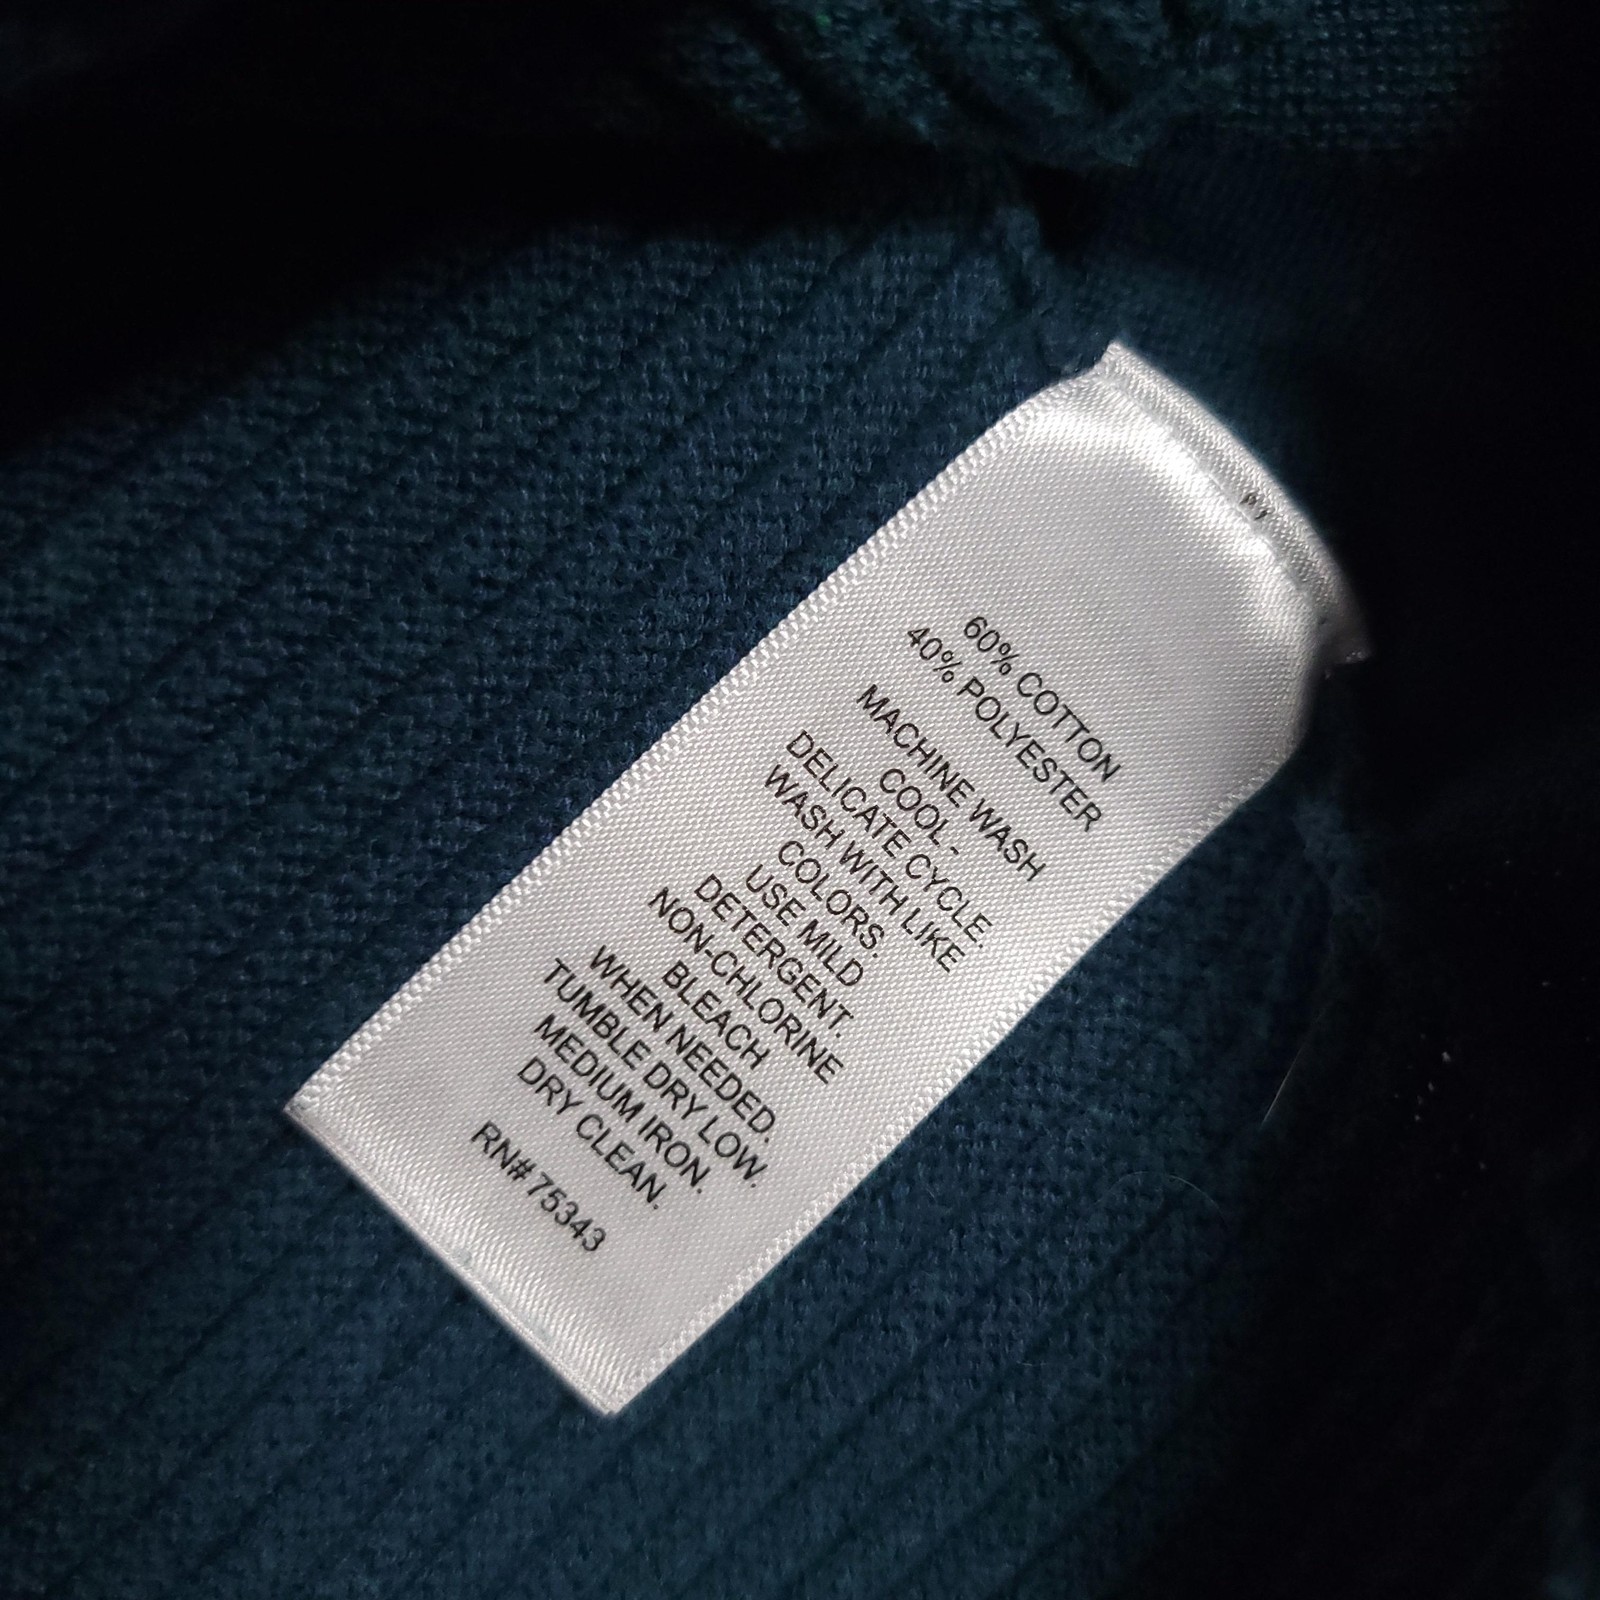 60% COTTON
40% POLYESTER
MACHINE WASH
COOL -
DELICATE CYCLE.
WASH WITH LIKE
COLORS.
USE MILD
DETERGENT.
NON-CHLORINE
BLEACH
WHEN NEEDED.
TUMBLE DRY LOW.
MEDIUM IRON.
DRY CLEAN.
RN#75343